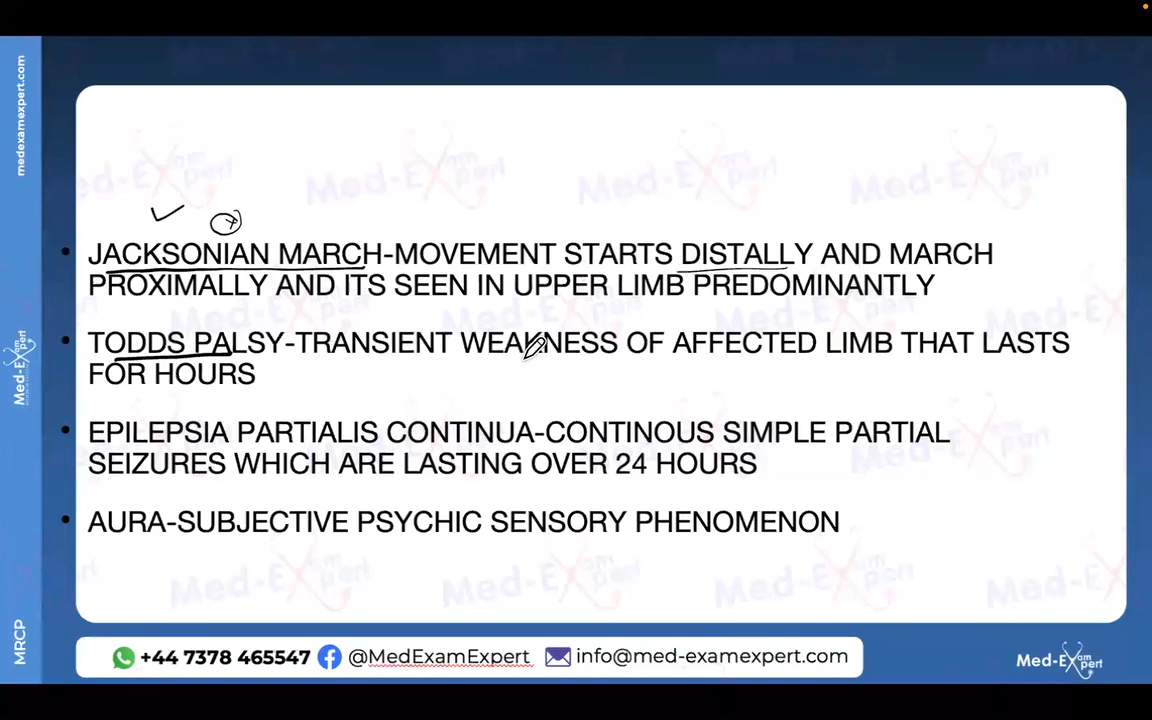 medexamexpert.com
Med-Expert
MRCP
• JACKSONIAN MARCH-MOVEMENT STARTS DISTALLY AND MARCH
PROXIMALLY AND ITS SEEN IN UPPER LIMB PREDOMINANTLY
• TODDS PALSY-TRANSIENT WEAKNESS OF AFFECTED LIMB THAT LASTS
FOR HOURS
• EPILEPSIA PARTIALIS CONTINUA-CONTINOUS SIMPLE PARTIAL
SEIZURES WHICH ARE LASTING OVER 24 HOURS
• AURA-SUBJECTIVE PSYCHIC SENSORY PHENOMENON
+44 7378 465547 @MedExamExpert info@med-examexpert.com
Med-Exam Expert